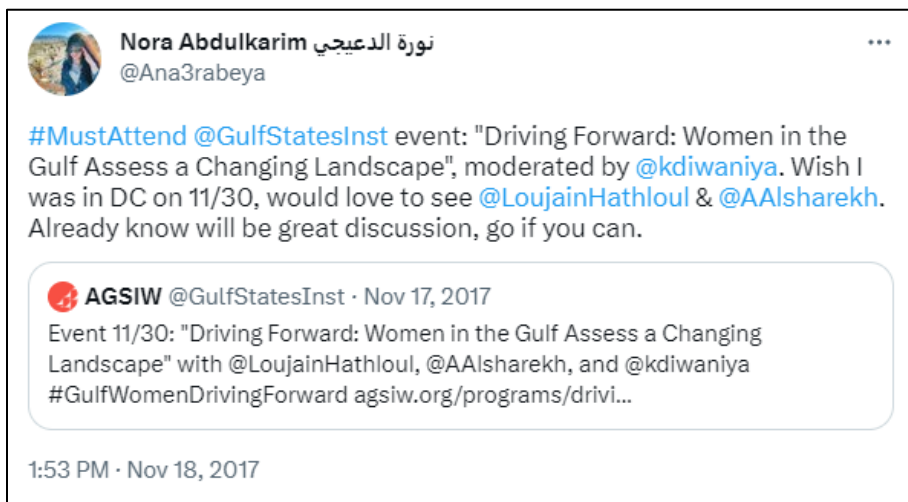 Nora Abdulkarim نورة الدعيجي
@Ana3rabeya
#MustAttend @GulfStatesInst event: "Driving Forward: Women in the
Gulf Assess a Changing Landscape", moderated by @kdiwaniya. Wish I
was in DC on 11/30, would love to see @LoujainHathloul & @AAlsharekh.
Already know will be great discussion, go if you can.
AGSIW @GulfStatesInst · Nov 17, 2017
Event 11/30: "Driving Forward: Women in the Gulf Assess a Changing
Landscape" with @LoujainHathloul, @AAlsharekh, and @kdiwaniya
#GulfWomenDrivingForward agsiw.org/programs/drivi...
1:53 PM · Nov 18, 2017